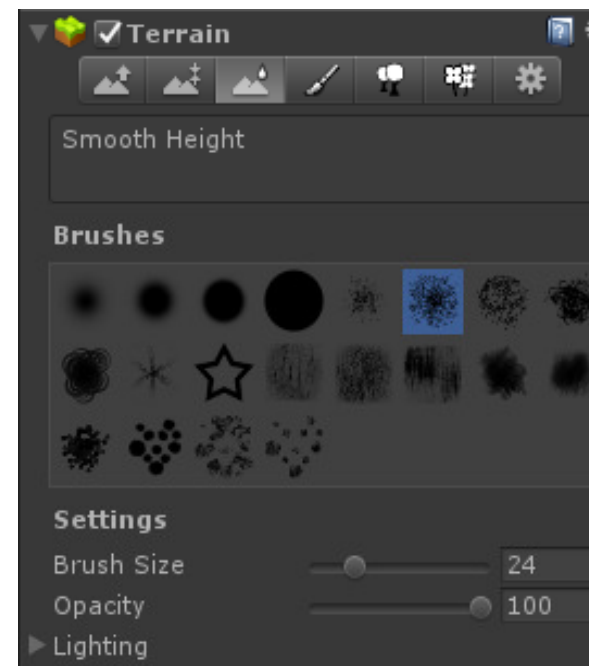 Terrain
Smooth Height
Brushes
Settings
Brush Size 24
Opacity 100
Lighting